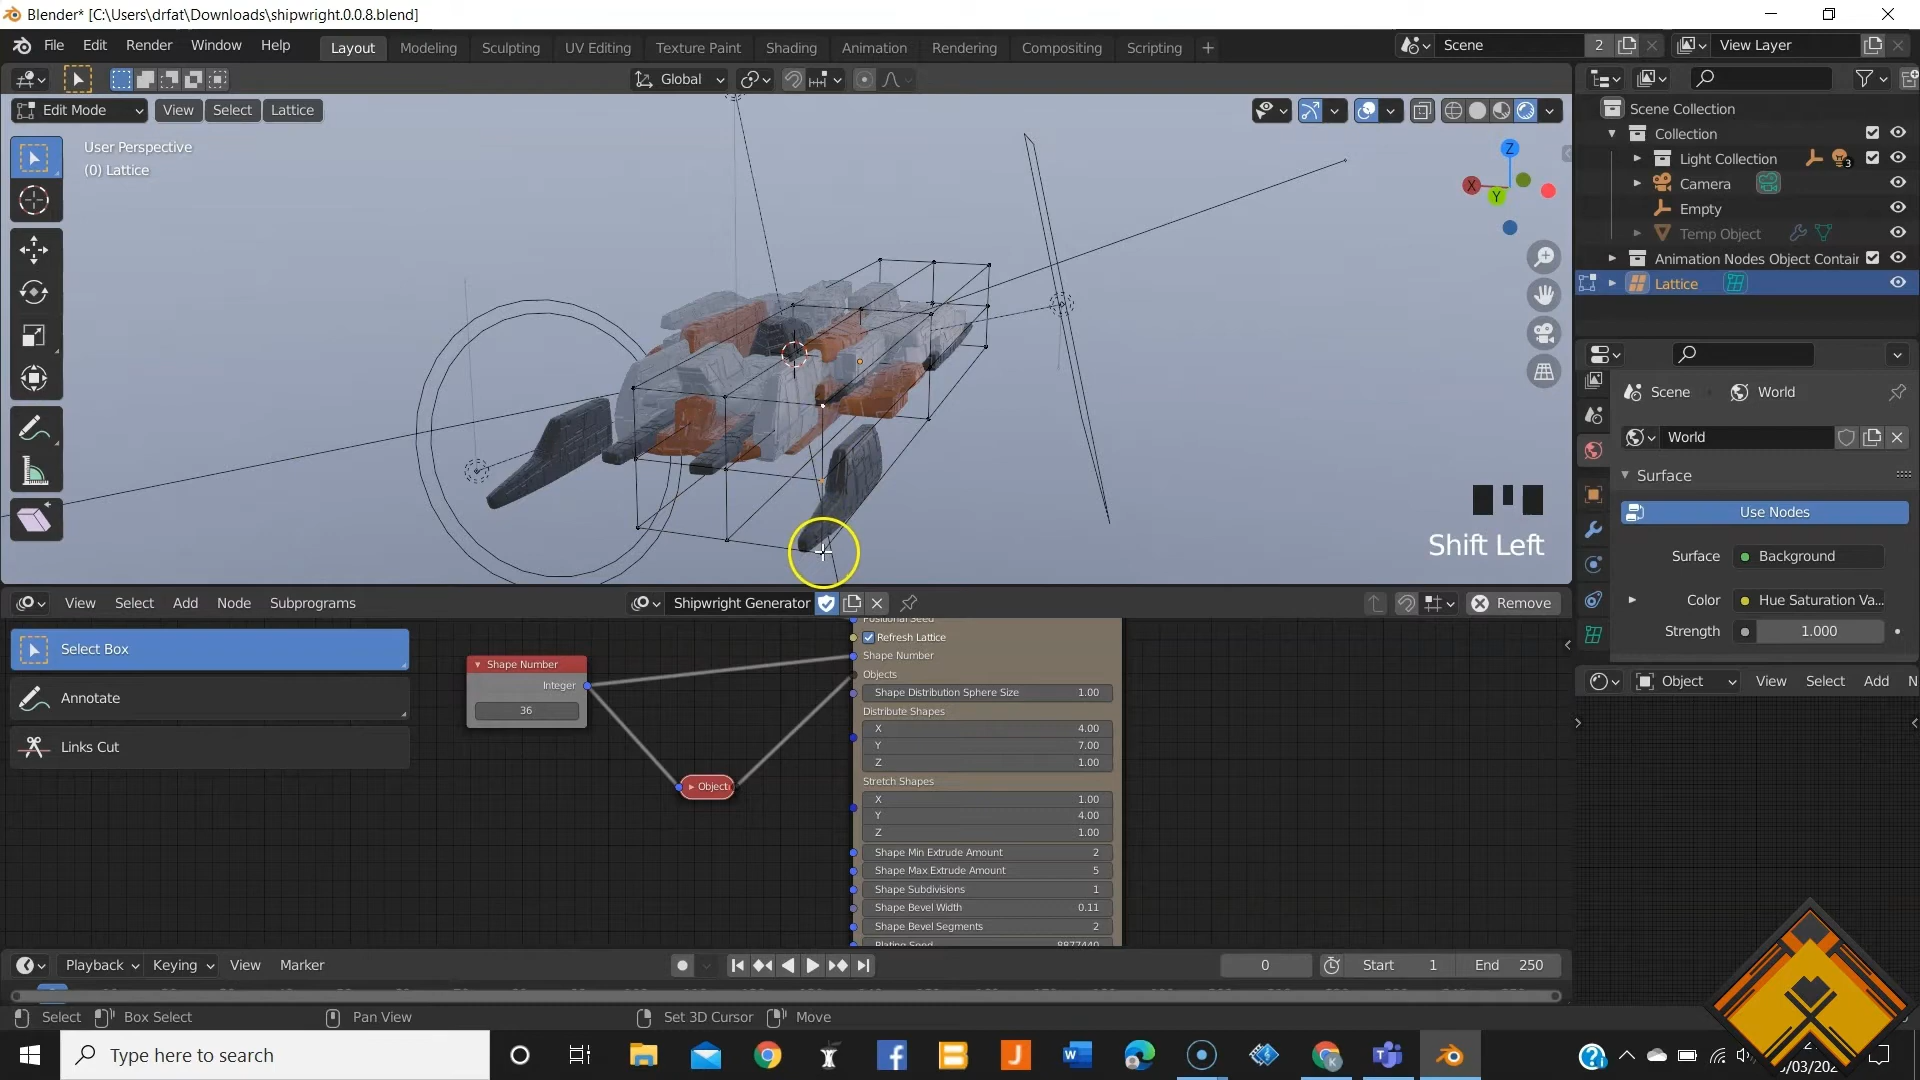 Blender* [C:\Users\drfat\Downloads\shipwright.0.0.8.blend]
File Edit Render Window Help
Layout Modeling Sculpting UV Editing Texture Paint Shading Animation Rendering Compositing Scripting +
Scene 2
View Layer
Global
Edit Mode View Select Lattice
User Perspective
(0) Lattice
Z
X
Y
Shift Left
Scene Collection
Collection
Light Collection 3
Camera
Empty
Temp Object
Animation Nodes Object Contair
Lattice
Scene World
World
Surface
Use Nodes
Surface Background
Color Hue Saturation Va...
Strength 1.000
Object View Select Add N
View Select Add Node Subprograms
Shipwright Generator
Remove
Select Box
Annotate
Links Cut
Shape Number
Integer
36
Object
Positional Seed
Refresh Lattice
Shape Number
Objects
Shape Distribution Sphere Size 1.00
Distribute Shapes
X 4.00
Y 7.00
Z 1.00
Stretch Shapes
X 1.00
Y 4.00
Z 1.00
Shape Min Extrude Amount 2
Shape Max Extrude Amount 5
Shape Subdivisions 1
Shape Bevel Width 0.11
Shape Bevel Segments 2
Plating Seed 8877440
Playback Keying View Marker
0 Start 1 End 250
Select Box Select Pan View Set 3D Cursor Move
Type here to search